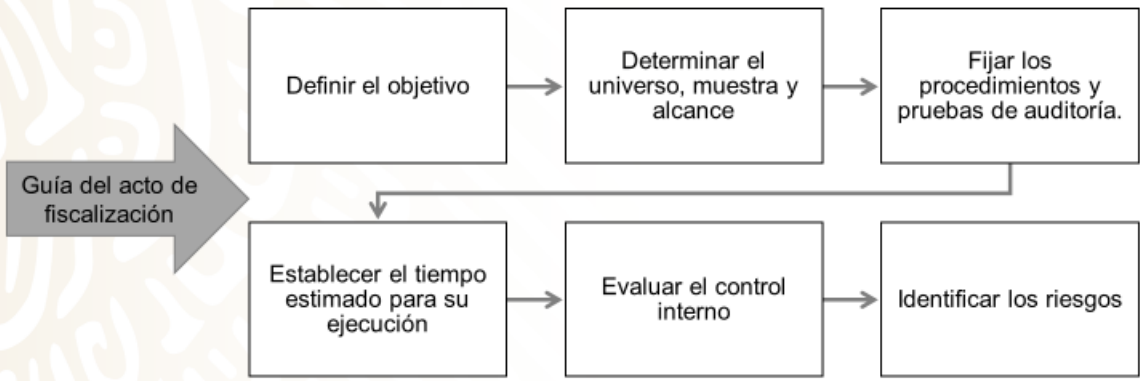 Guía del acto de
fiscalización
Definir el objetivo
Determinar el
universo, muestra y
alcance
Fijar los
procedimientos y
pruebas de auditoría.
Establecer el tiempo
estimado para su
ejecución
Evaluar el control
interno
Identificar los riesgos